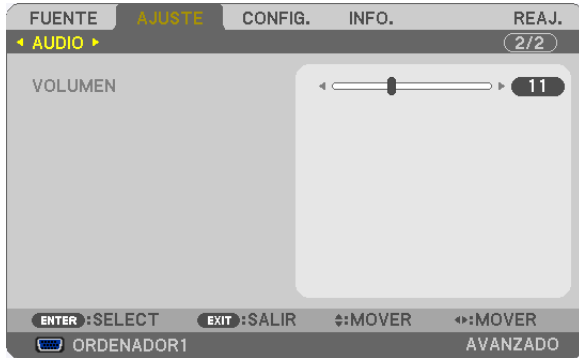 FUENTE AJUSTE CONFIG. INFO. REAJ.
AUDIO 2/2
VOLUMEN 11
ENTER :SELECT EXIT :SALIR :MOVER :MOVER
ORDENADOR1 AVANZADO